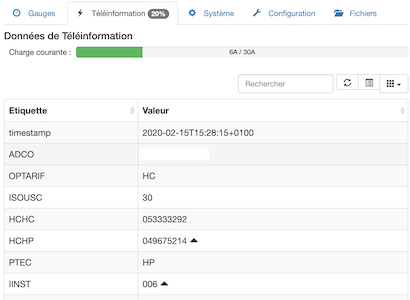 Gauges Téléinformation 20% Système Configuration Fichiers
Données de Téléinformation
Charge courante : 6A / 30A
Rechercher
Etiquette Valeur
timestamp 2020-02-15T15:28:15+0100
ADCO
OPTARIF HC
ISOUSC 30
HCHC 053333292
HCHP 049675214
PTEC HP
IINST 006